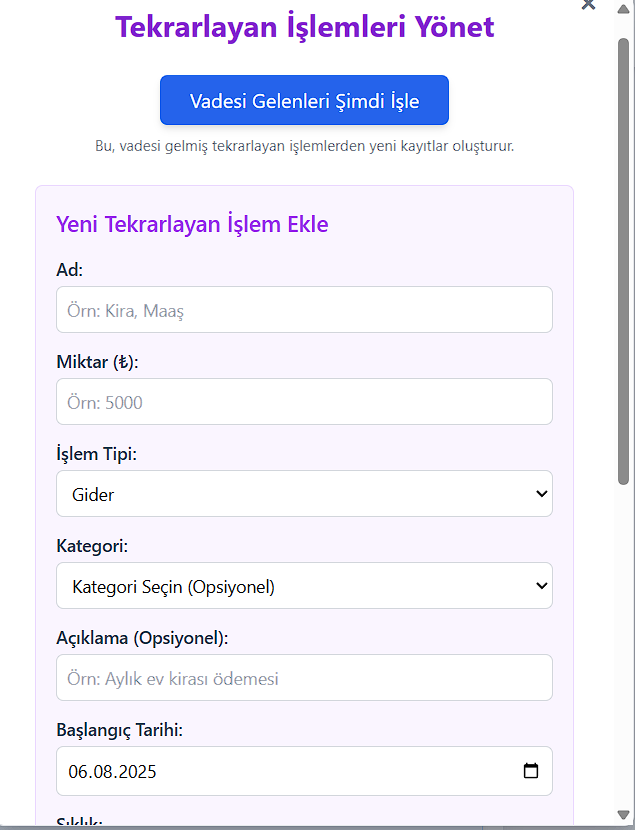 Tekrarlayan İşlemleri Yönet
Vadesi Gelenleri Şimdi İşle
Bu, vadesi gelmiş tekrarlayan işlemlerden yeni kayıtlar oluşturur.
Yeni Tekrarlayan İşlem Ekle
Ad:
Örn: Kira, Maaş
Miktar (₺):
Örn: 5000
İşlem Tipi:
Gider
Kategori:
Kategori Seçin (Opsiyonel)
Açıklama (Opsiyonel):
Örn: Aylık ev kirası ödemesi
Başlangıç Tarihi:
06.08.2025
Sıklık: